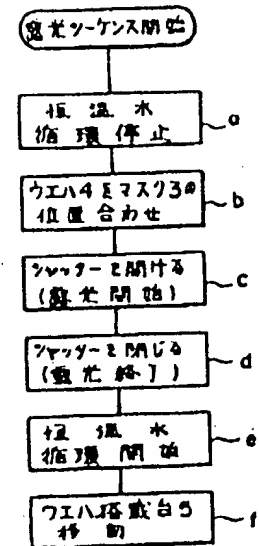 露光シーケンス開始
恒温水
循環停止
a
ウエハ4とマスク3の
位置合わせ
b
シャッターを開ける
(露光開始)
c
シャッターを閉じる
(露光終了)
d
恒温水
循環開始
e
ウエハ搭載台5
移動
f